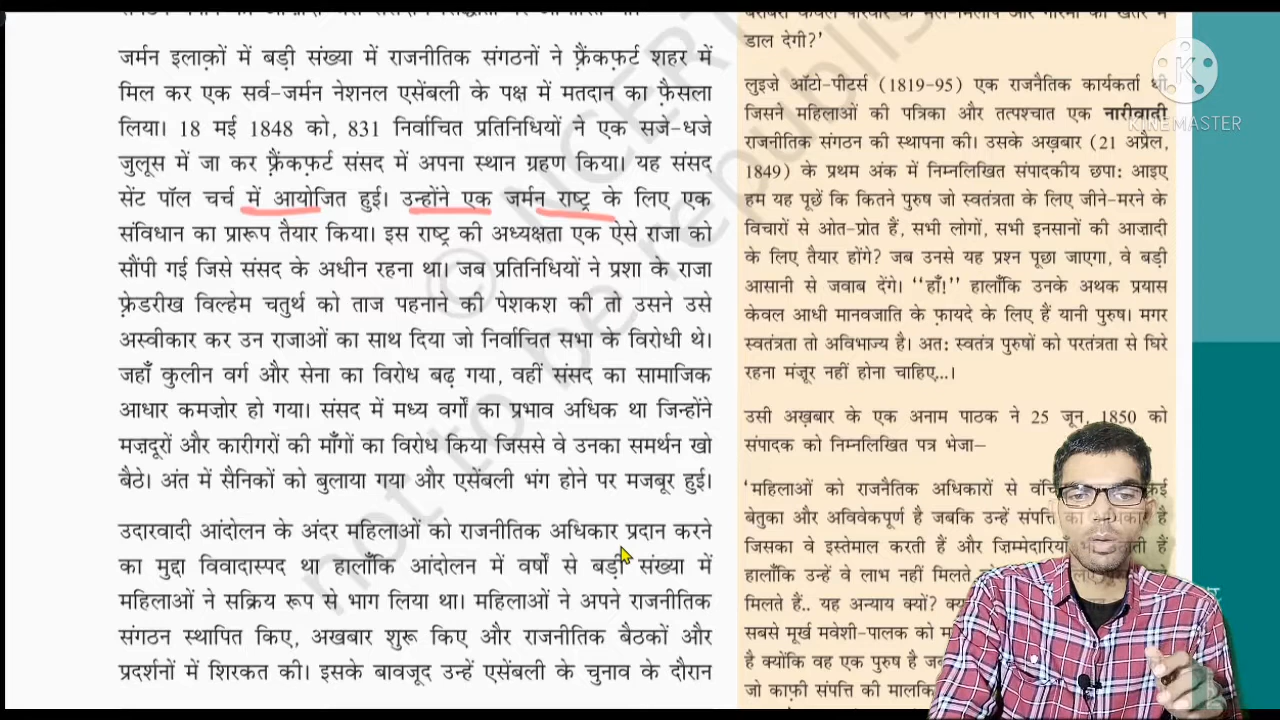 जर्मन इलाक़ों में बड़ी संख्या में राजनीतिक संगठनों ने फ़्रैंकफ़र्ट शहर में
मिल कर एक सर्व-जर्मन नेशनल एसेंबली के पक्ष में मतदान का फ़ैसला
लिया। 18 मई 1848 को, 831 निर्वाचित प्रतिनिधियों ने एक सजे-धजे
जुलूस में जा कर फ़्रैंकफ़र्ट संसद में अपना स्थान ग्रहण किया। यह संसद
सेंट पॉल चर्च में आयोजित हुई। उन्होंने एक जर्मन राष्ट्र के लिए एक
संविधान का प्रारूप तैयार किया। इस राष्ट्र की अध्यक्षता एक ऐसे राजा को
सौंपी गई जिसे संसद के अधीन रहना था। जब प्रतिनिधियों ने प्रशा के राजा
फ़्रेडरीख विल्हेम चतुर्थ को ताज पहनाने की पेशकश की तो उसने उसे
अस्वीकार कर उन राजाओं का साथ दिया जो निर्वाचित सभा के विरोधी थे।
जहाँ कुलीन वर्ग और सेना का विरोध बढ़ गया, वहीं संसद का सामाजिक
आधार कमज़ोर हो गया। संसद में मध्य वर्गों का प्रभाव अधिक था जिन्होंने
मज़दूरों और कारीगरों की माँगों का विरोध किया जिससे वे उनका समर्थन खो
बैठे। अंत में सैनिकों को बुलाया गया और एसेंबली भंग होने पर मजबूर हुई।
उदारवादी आंदोलन के अंदर महिलाओं को राजनीतिक अधिकार प्रदान करने
का मुद्दा विवादास्पद था हालाँकि आंदोलन में वर्षों से बड़ी संख्या में
महिलाओं ने सक्रिय रूप से भाग लिया था। महिलाओं ने अपने राजनीतिक
संगठन स्थापित किए, अखबार शुरू किए और राजनीतिक बैठकों और
प्रदर्शनों में शिरकत की। इसके बावजूद उन्हें एसेंबली के चुनाव के दौरान
डाल देगी?'
लुइज़े ऑटो-पीटर्स (1819-95) एक राजनैतिक कार्यकर्ता थीं
जिसने महिलाओं की पत्रिका और तत्पश्चात एक नारीवादी
राजनीतिक संगठन की स्थापना की। उसके अख़बार (21 अप्रैल,
1849) के प्रथम अंक में निम्नलिखित संपादकीय छपा: आइए
हम यह पूछें कि कितने पुरुष जो स्वतंत्रता के लिए जीने-मरने के
विचारों से ओत-प्रोत हैं, सभी लोगों, सभी इनसानों की आज़ादी
के लिए तैयार होंगे? जब उनसे यह प्रश्न पूछा जाएगा, वे बड़ी
आसानी से जवाब देंगे। "हाँ!" हालाँकि उनके अथक प्रयास
केवल आधी मानवजाति के फ़ायदे के लिए हैं यानी पुरुष। मगर
स्वतंत्रता तो अविभाज्य है। अतः स्वतंत्र पुरुषों को परतंत्रता से घिरे
रहना मंज़ूर नहीं होना चाहिए...।
उसी अख़बार के एक अनाम पाठक ने 25 जून, 1850 को
संपादक को निम्नलिखित पत्र भेजा–
'महिलाओं को राजनैतिक अधिकारों से
बेतुका और अविवेकपूर्ण है जबकि उन्हें संपत्ति का है
जिसका वे इस्तेमाल करती हैं और हैं
हालाँकि उन्हें वे लाभ नहीं मिलते
मिलते हैं.. यह अन्याय क्यों?
सबसे मूर्ख मवेशी-पालक को
है क्योंकि वह एक पुरुष है
जो काफ़ी संपत्ति की
KINEMASTER
© NCERT
not to be republis